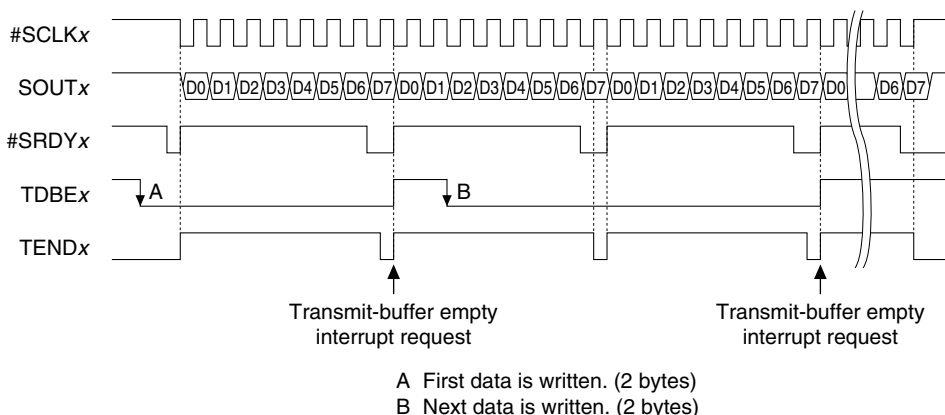 #SCLKx
SOUTx D0 D1 D2 D3 D4 D5 D6 D7 D0 D1 D2 D3 D4 D5 D6 D7 D0 D1 D2 D3 D4 D5 D6 D7 D0 D6 D7
#SRDYx
TDBEx A B
TENDx
Transmit-buffer empty
interrupt request
Transmit-buffer empty
interrupt request
A First data is written. (2 bytes)
B Next data is written. (2 bytes)